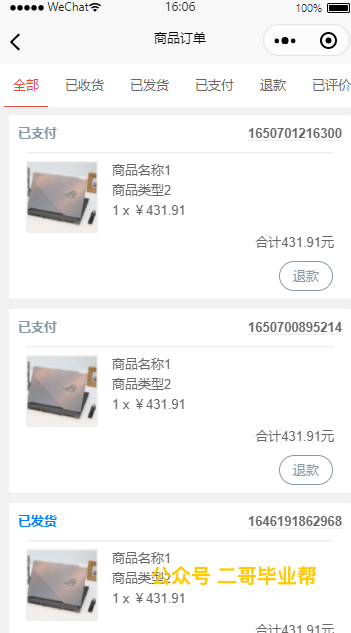 WeChat 16:06 100%
商品订单
全部 已收货 已发货 已支付 退款 已评价
已支付 1650701216300
商品名称1
商品类型2
1 x ￥431.91
合计431.91元
退款
已支付 1650700895214
商品名称1
商品类型2
1 x ￥431.91
合计431.91元
退款
已发货 1646191862968
商品名称1
商品类型2
公众号 二哥毕业帮
1 x ￥431.91
合计431.91元